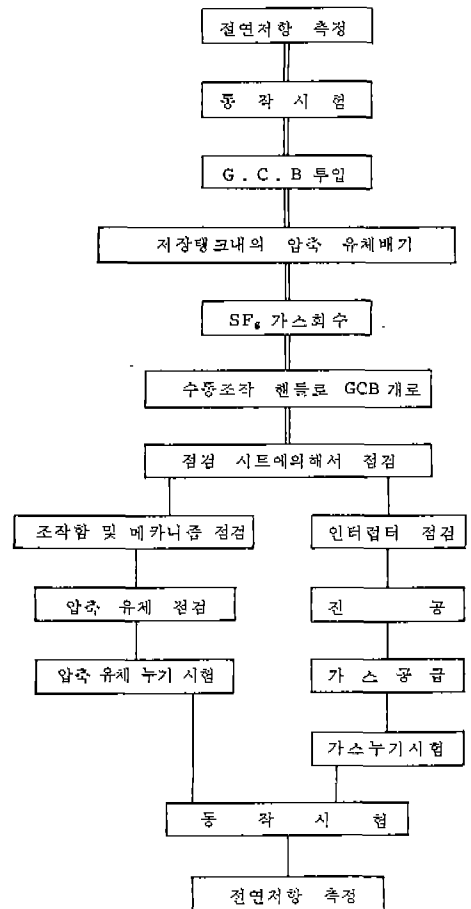 절연저항 측정
동 작 시 험
G . C . B 투입
저장탱크내의 압축 유체배기
SF₆ 가스회수
수동조작 핸들로 GCB 개로
점검 시트에의해서 점검
조작함 및 메카니즘 점검
인터럽터 점검
압축 유체 점검
진 공
압축 유체 누기 시험
가 스 공 급
가스누기시험
동 작 시 험
절연저항 측정